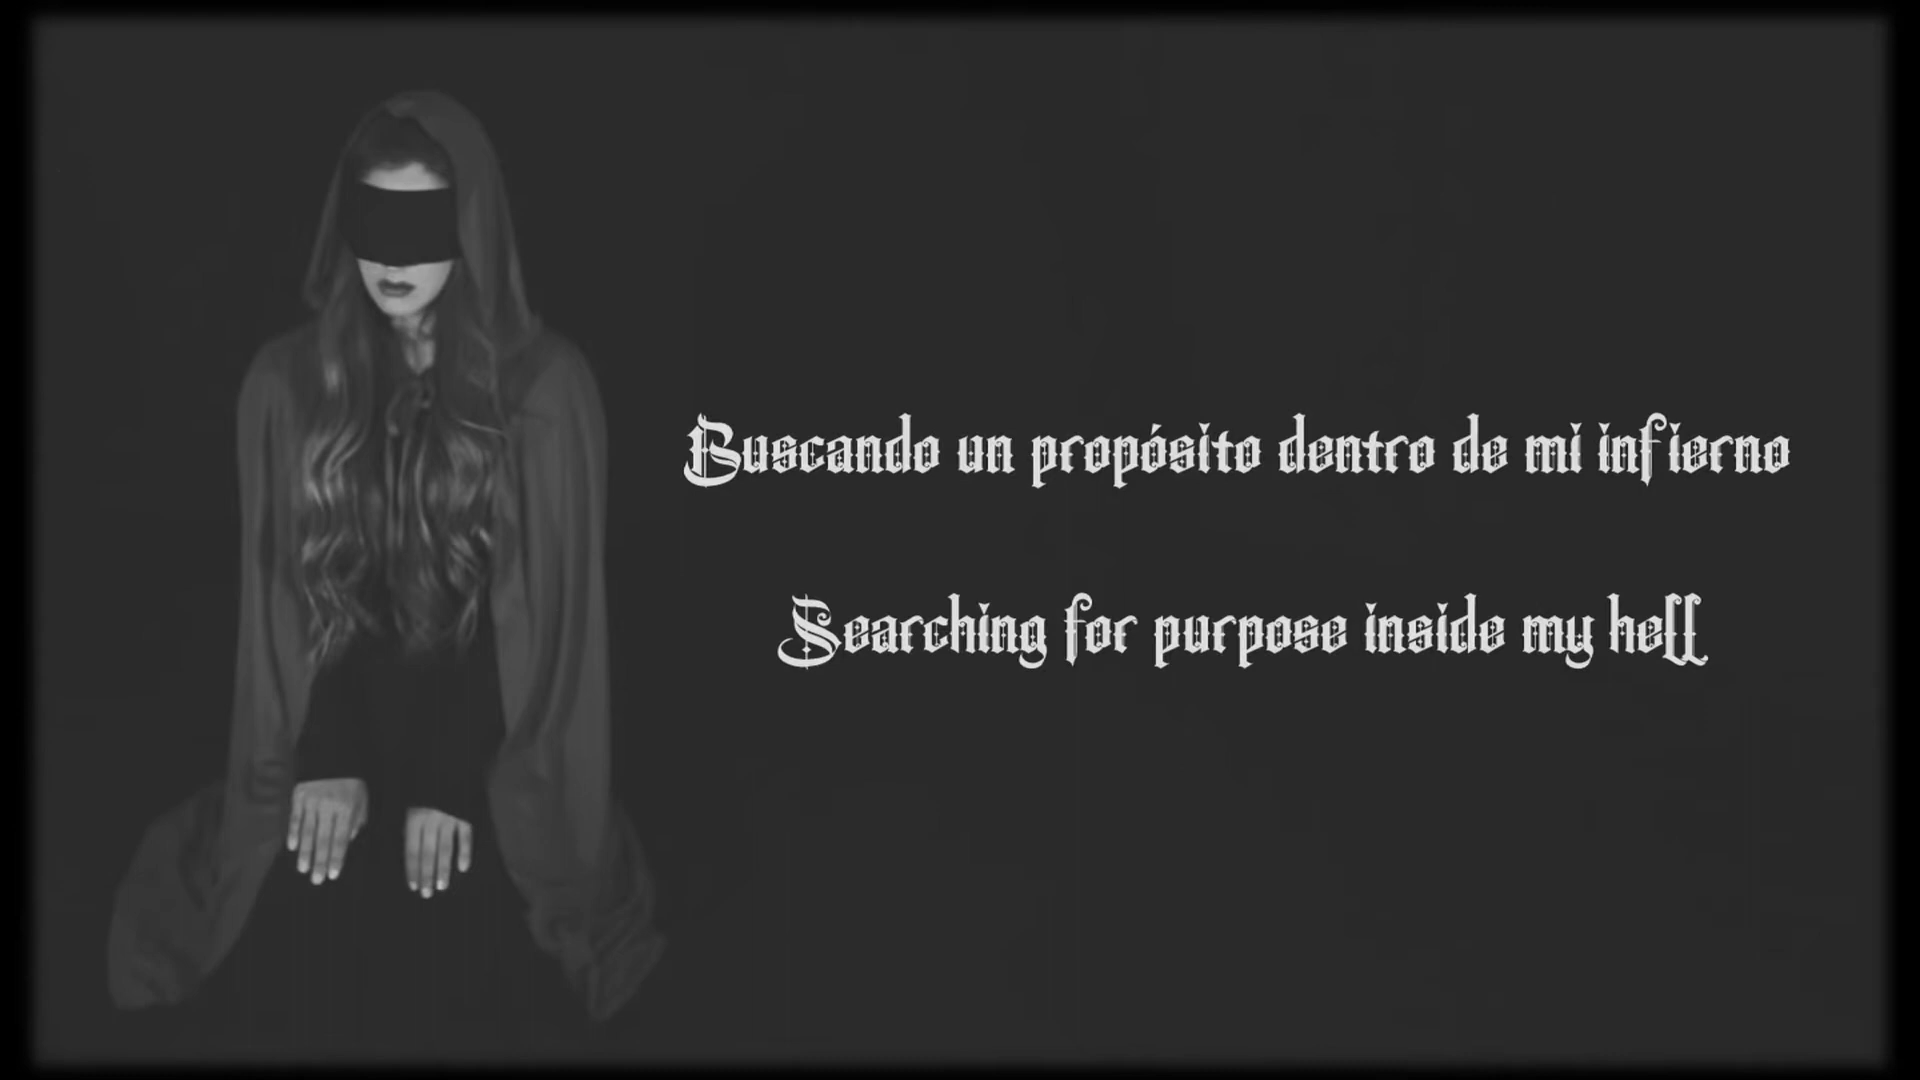 Buscando un propósito dentro de mi infierno
Searching for purpose inside my hell